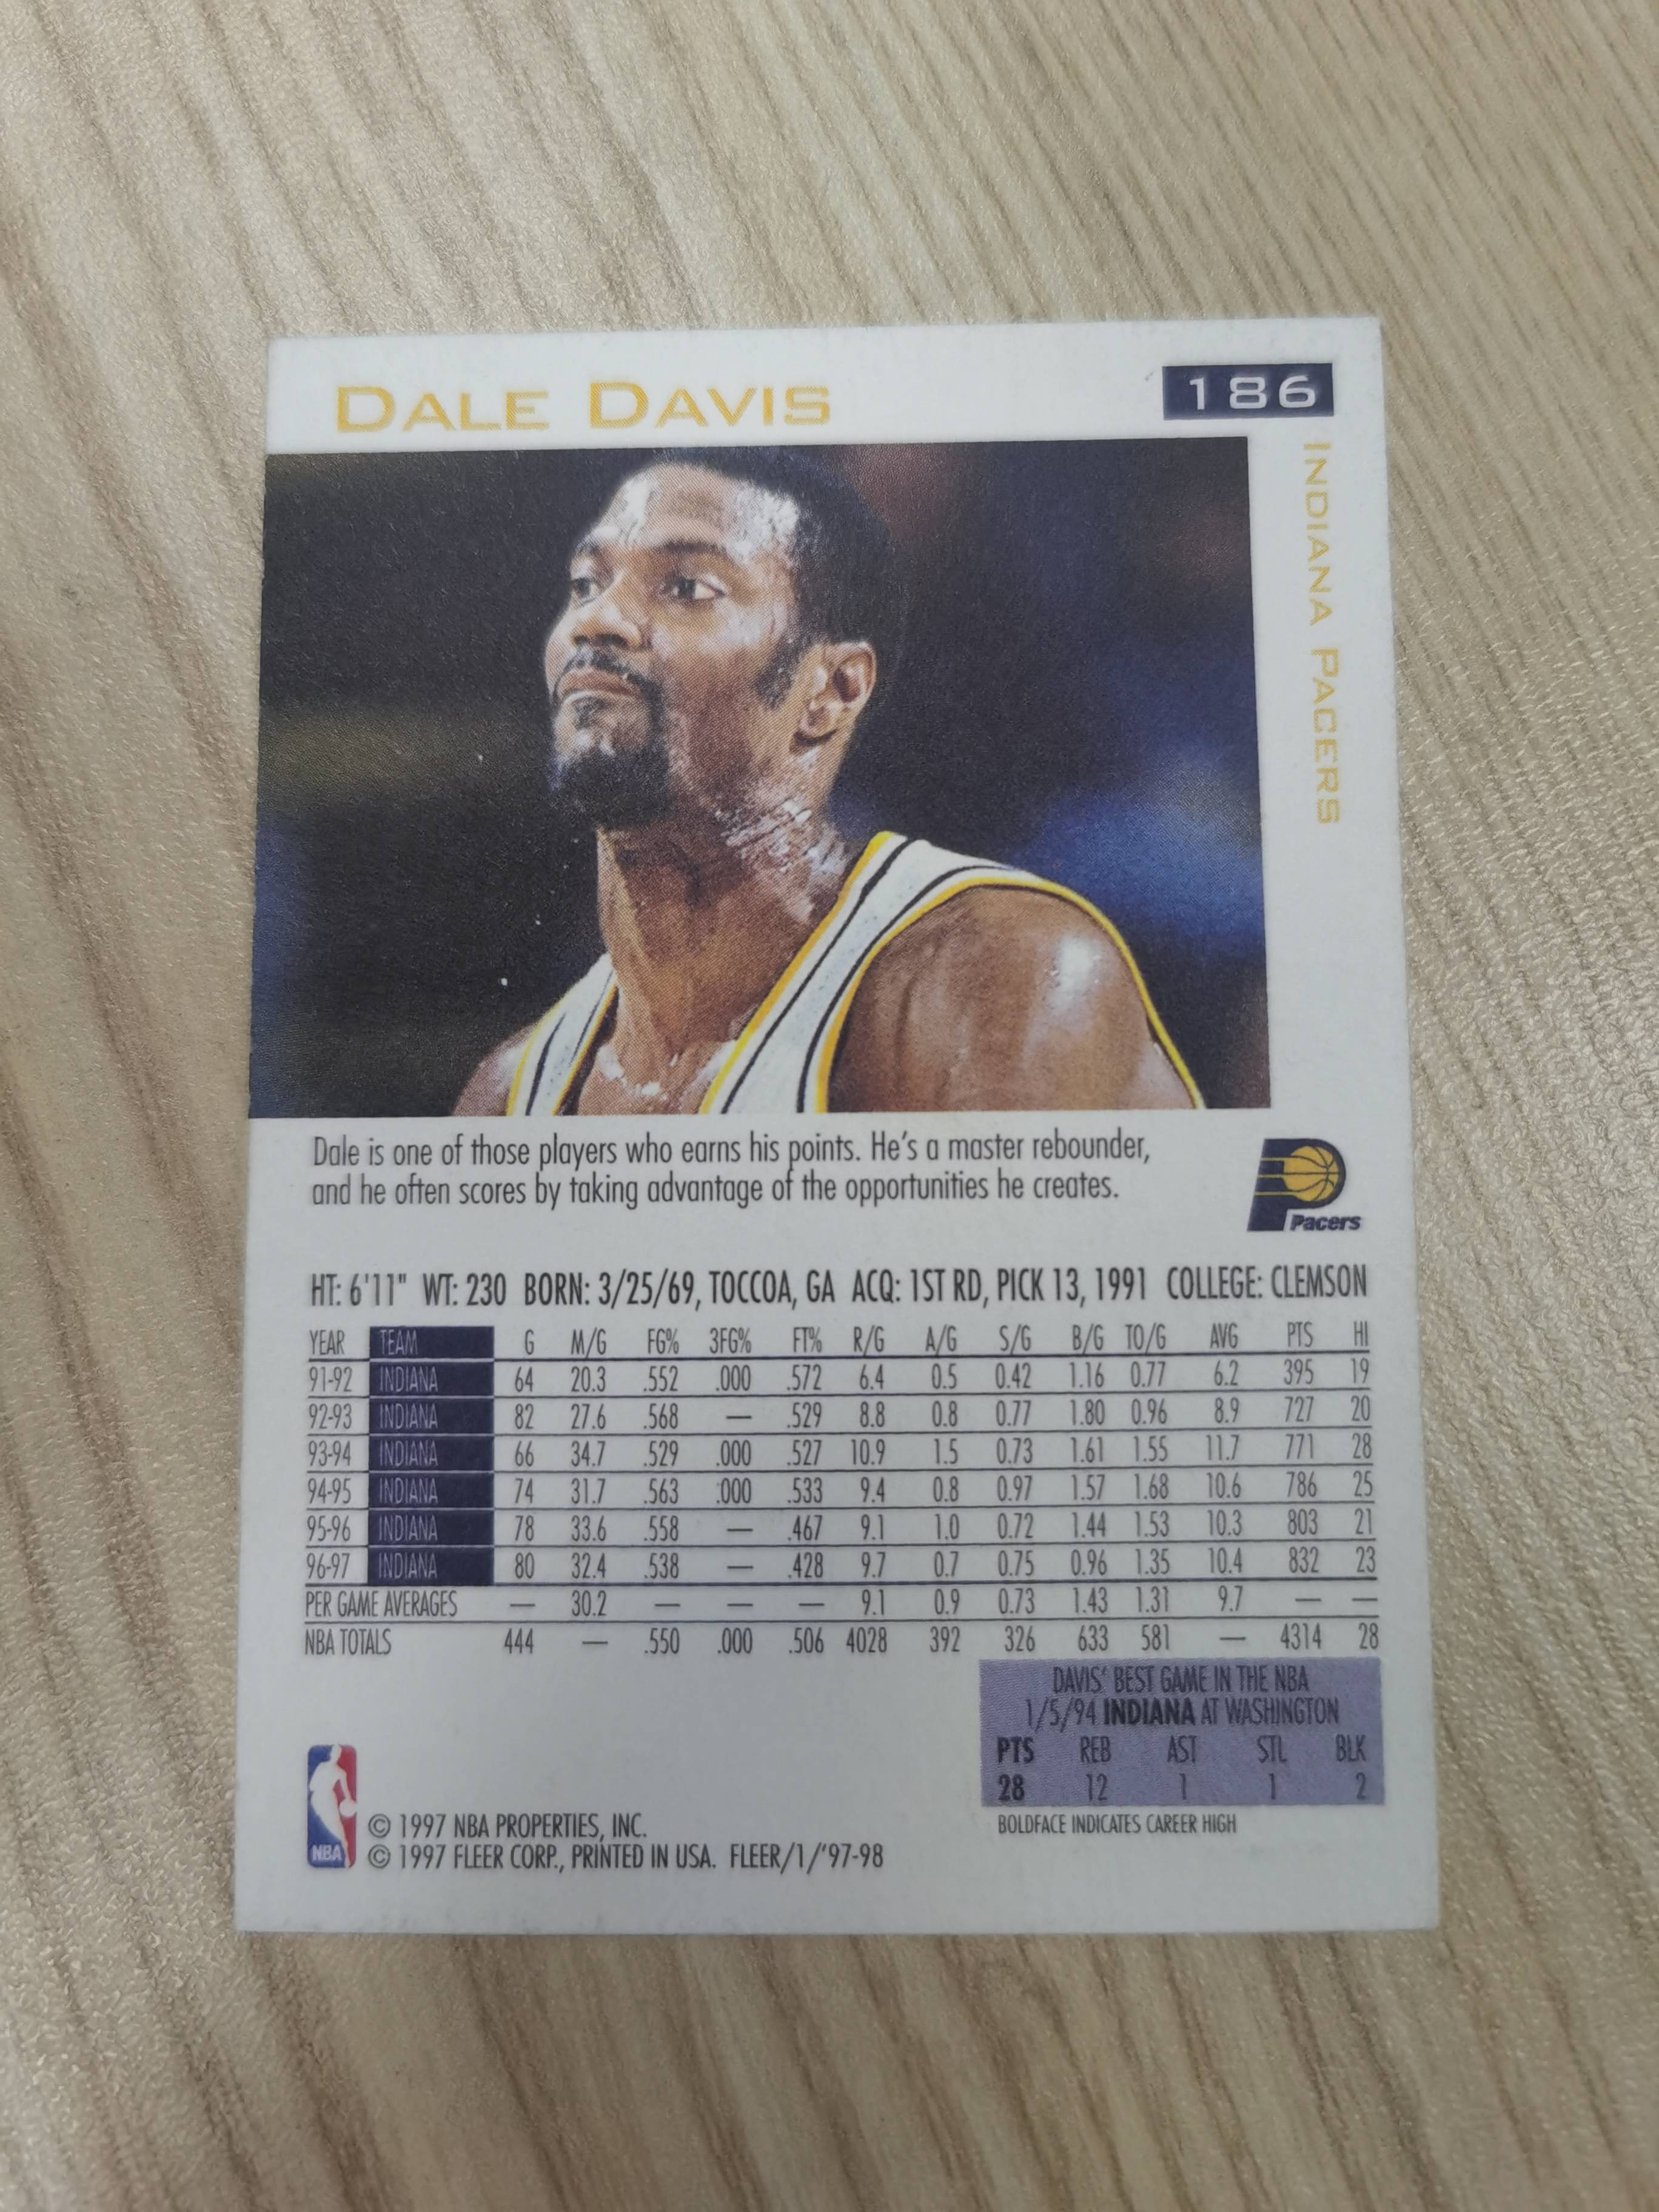 DALE DAVIS
186
INDIANA PACERS
Dale is one of those players who earns his points. He's a master rebounder,
and he often scores by taking advantage of the opportunities he creates.
Pacers
HT: 6'11" WT: 230 BORN: 3/25/69, TOCCOA, GA ACQ: 1ST RD, PICK 13, 1991 COLLEGE: CLEMSON
YEAR TEAM G M/G FG% 3FG% FT% R/G A/G S/G B/G TO/G AVG PTS HI
91-92 INDIANA 64 20.3 .552 .000 .572 6.4 0.5 0.42 1.16 0.77 6.2 395 19
92-93 INDIANA 82 27.6 .568 — .529 8.8 0.8 0.77 1.80 0.96 8.9 727 20
93-94 INDIANA 66 34.7 .529 .000 .527 10.9 1.5 0.73 1.61 1.55 11.7 771 28
94-95 INDIANA 74 31.7 .563 .000 .533 9.4 0.8 0.97 1.57 1.68 10.6 786 25
95-96 INDIANA 78 33.6 .558 — .467 9.1 1.0 0.72 1.44 1.53 10.3 803 21
96-97 INDIANA 80 32.4 .538 — .428 9.7 0.7 0.75 0.96 1.35 10.4 832 23
PER GAME AVERAGES — 30.2 — — — 9.1 0.9 0.73 1.43 1.31 9.7 — —
NBA TOTALS 444 — .550 .000 .506 4028 392 326 633 581 — 4314 28
DAVIS' BEST GAME IN THE NBA
1/5/94 INDIANA AT WASHINGTON
PTS REB AST STL BLK
28 12 1 1 2
BOLDFACE INDICATES CAREER HIGH
NBA
© 1997 NBA PROPERTIES, INC.
© 1997 FLEER CORP., PRINTED IN USA. FLEER/1/'97-98